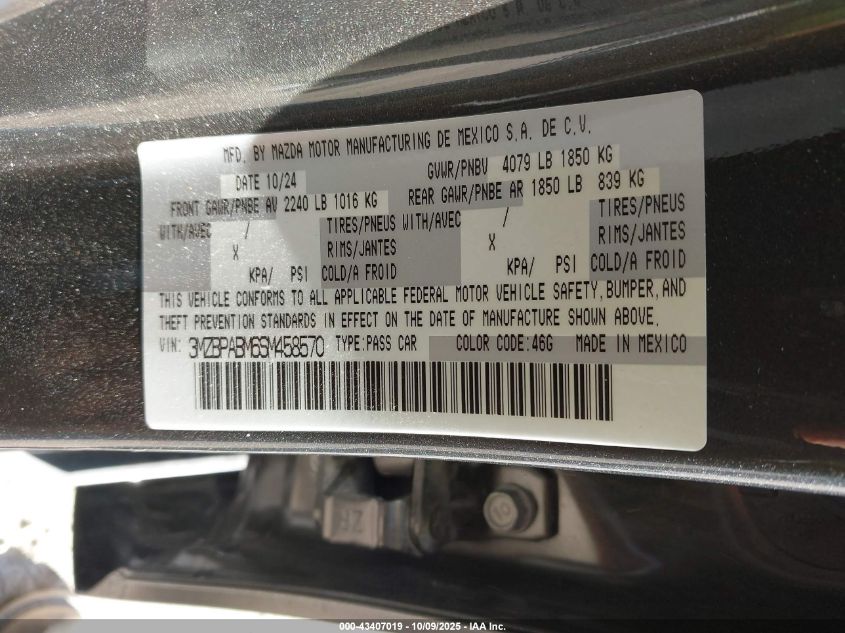 MFD. BY MAZDA MOTOR MANUFACTURING DE MEXICO S.A. DE C.V.
DATE 10/24 GVWR/PNBV 4079 LB 1850 KG
FRONT GAWR/PNBE AV 2240 LB 1016 KG REAR GAWR/PNBE AR 1850 LB 839 KG
WITH/AVEC / TIRES/PNEUS WITH/AVEC / TIRES/PNEUS
X RIMS/JANTES X RIMS/JANTES
KPA/ PSI COLD/A FROID KPA/ PSI COLD/A FROID
THIS VEHICLE CONFORMS TO ALL APPLICABLE FEDERAL MOTOR VEHICLE SAFETY, BUMPER, AND
THEFT PREVENTION STANDARDS IN EFFECT ON THE DATE OF MANUFACTURE SHOWN ABOVE.
VIN: 3MZBPABM6SM458570 TYPE:PASS CAR COLOR CODE:46G MADE IN MEXICO
000-43407019 - 10/09/2025 - IAA Inc.